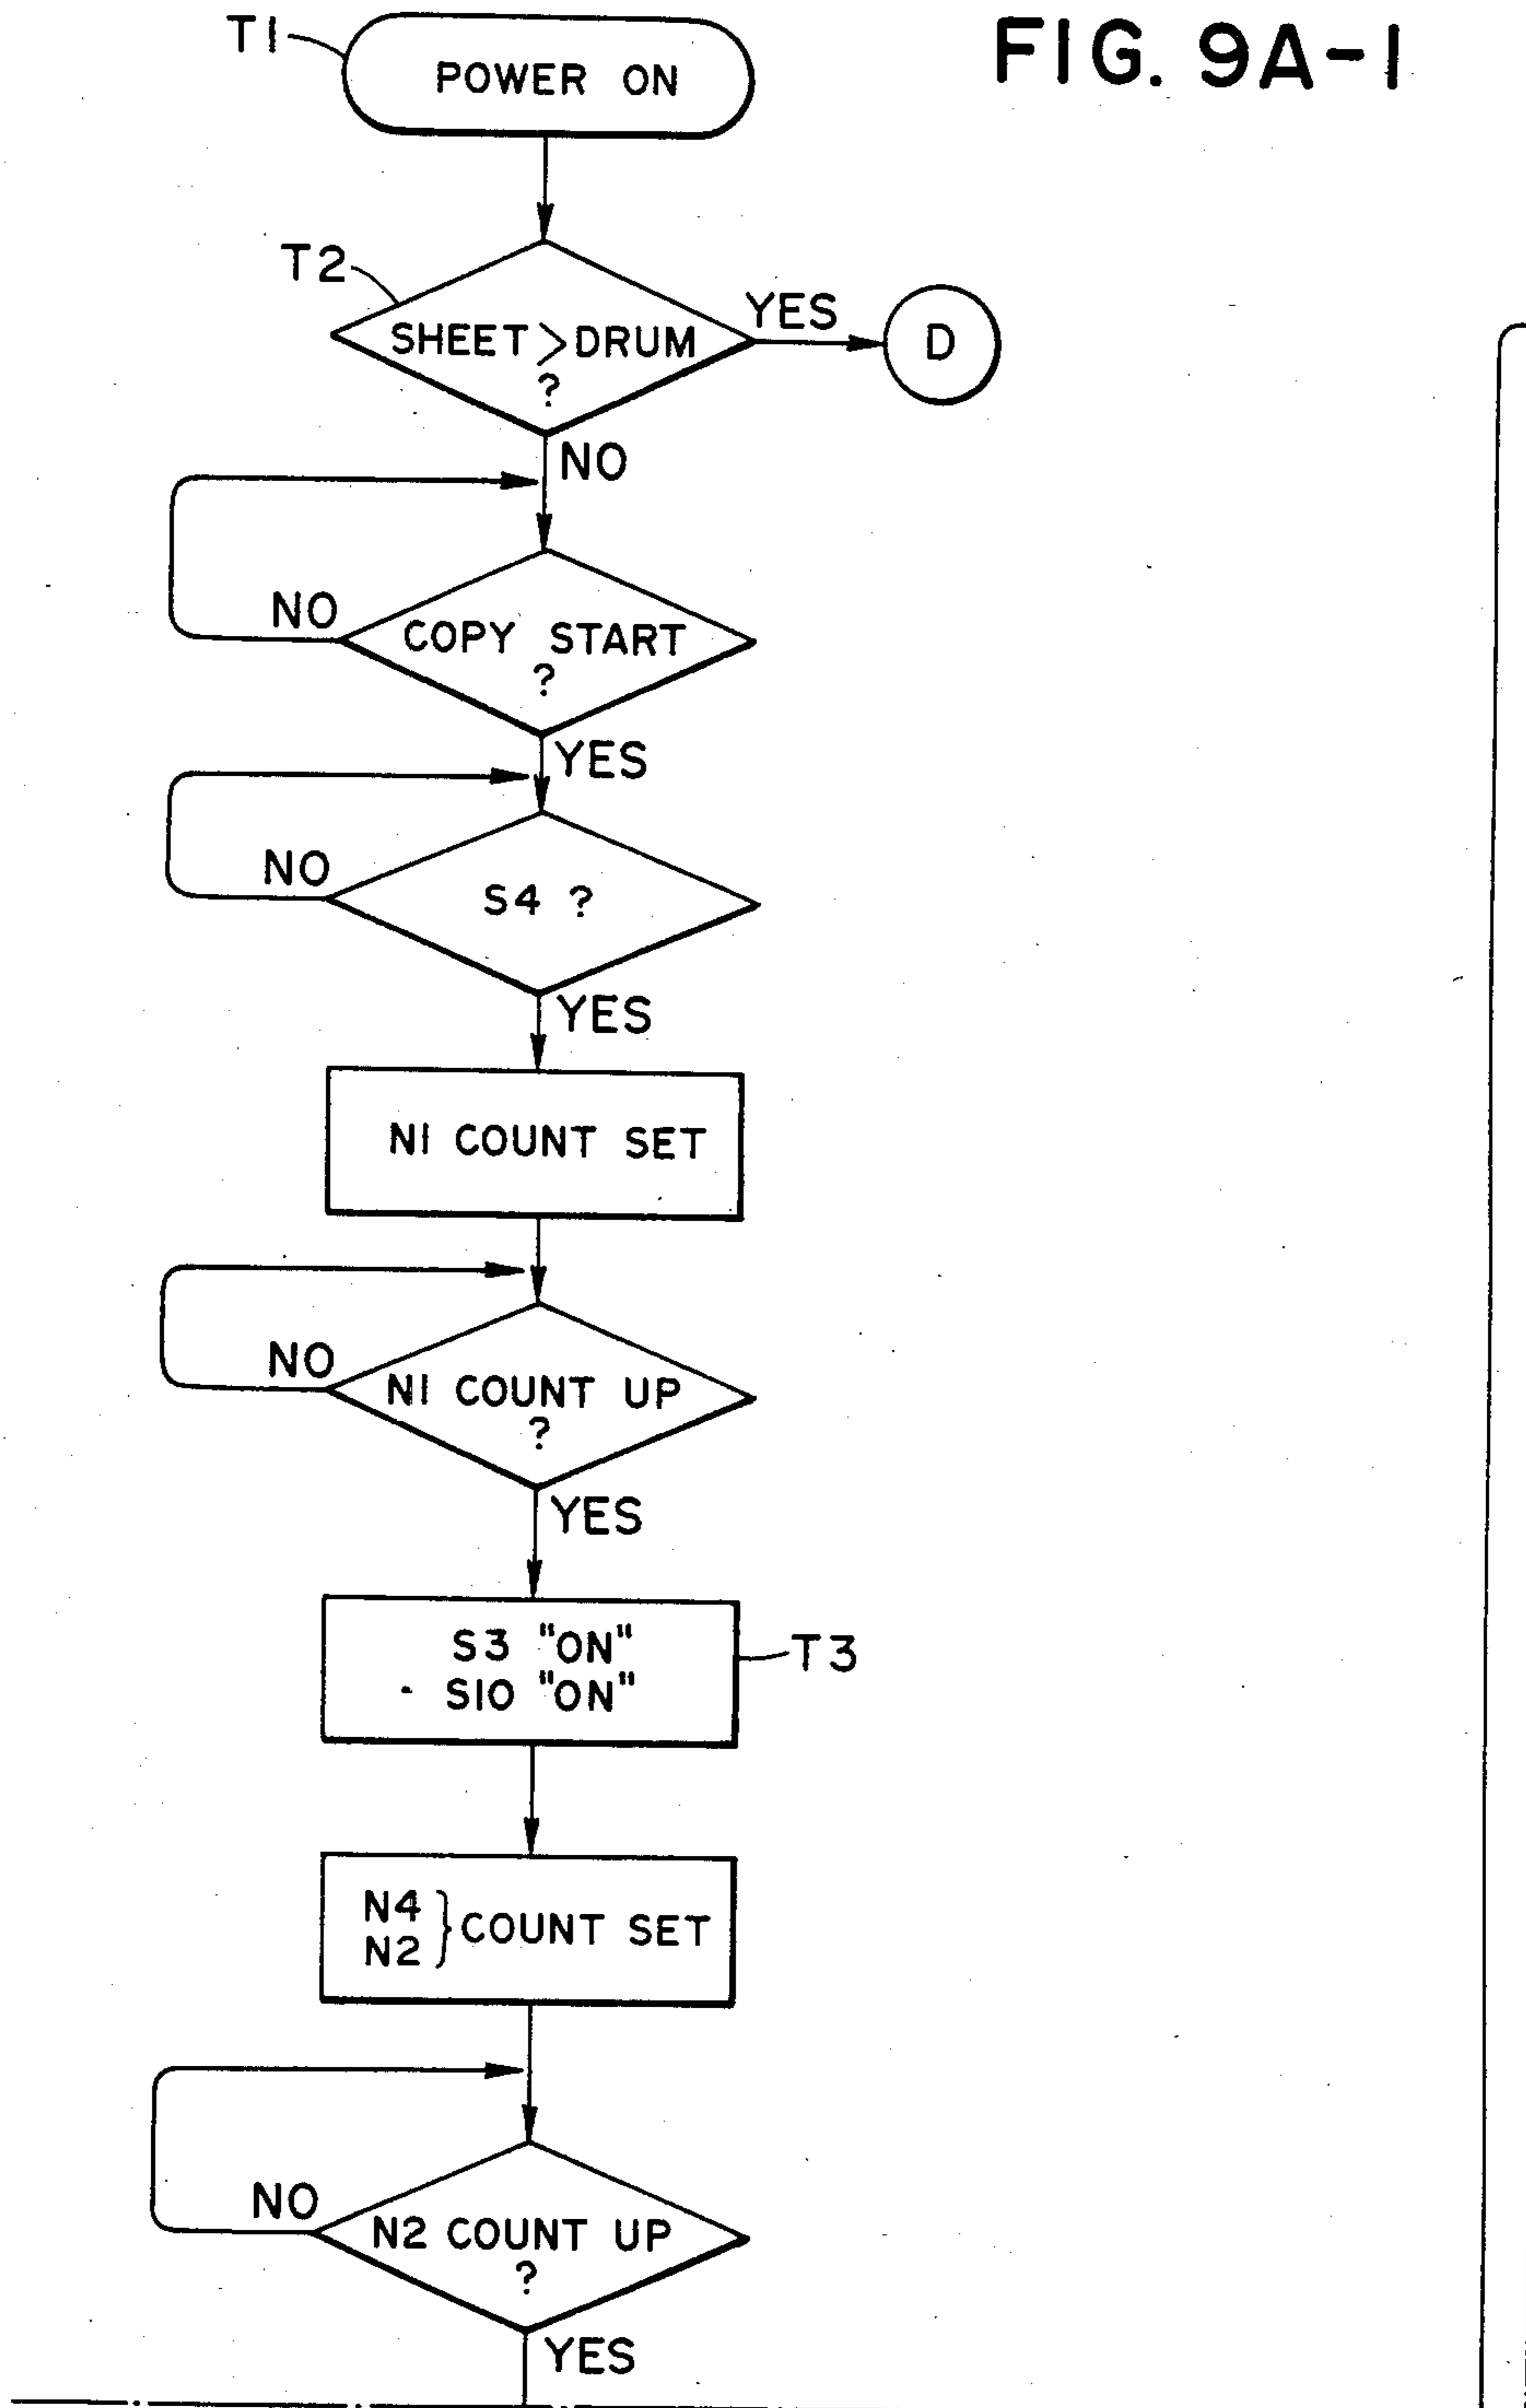 FIG. 9A-1
T1
POWER ON
T2
SHEET > DRUM
?
YES
D
NO
NO
COPY START
?
YES
NO
S4 ?
YES
N1 COUNT SET
NO
N1 COUNT UP
?
YES
S3 "ON"
S10 "ON"
T3
N4
N2 } COUNT SET
NO
N2 COUNT UP
?
YES